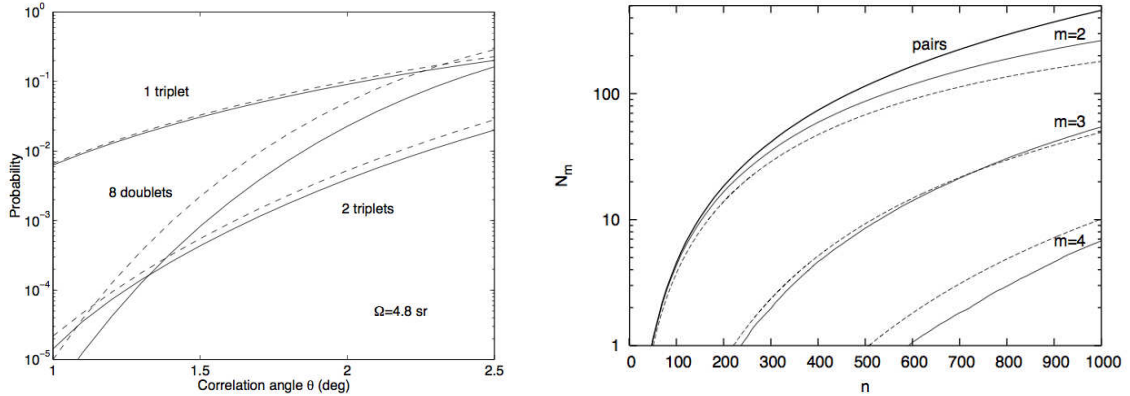 10^0
10^-1
10^-2
10^-3
10^-4
10^-5
Probability
1 triplet
8 doublets
2 triplets
Ω=4.8 sr
1
1.5
2
2.5
Correlation angle θ (deg)
N_m
100
10
1
pairs
m=2
m=3
m=4
0 100 200 300 400 500 600 700 800 900 1000
n